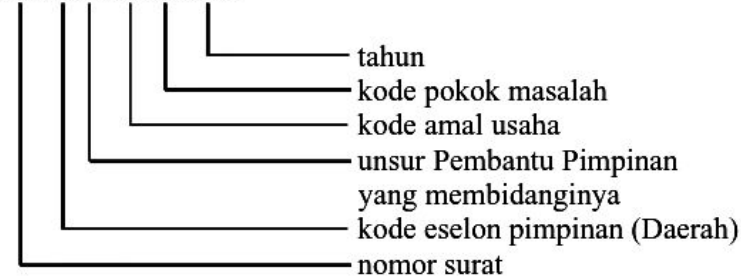 tahun
kode pokok masalah
kode amal usaha
unsur Pembantu Pimpinan
yang membidanginya
kode eselon pimpinan (Daerah)
nomor surat